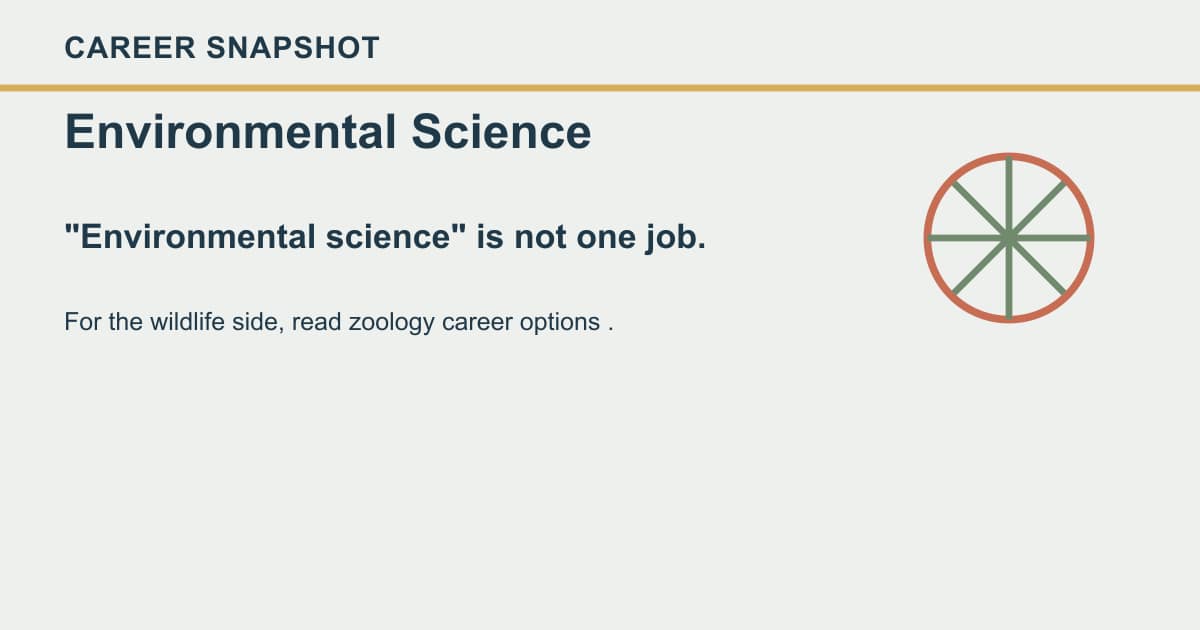 CAREER SNAPSHOT
Environmental Science
"Environmental science" is not one job.
For the wildlife side, read zoology career options .